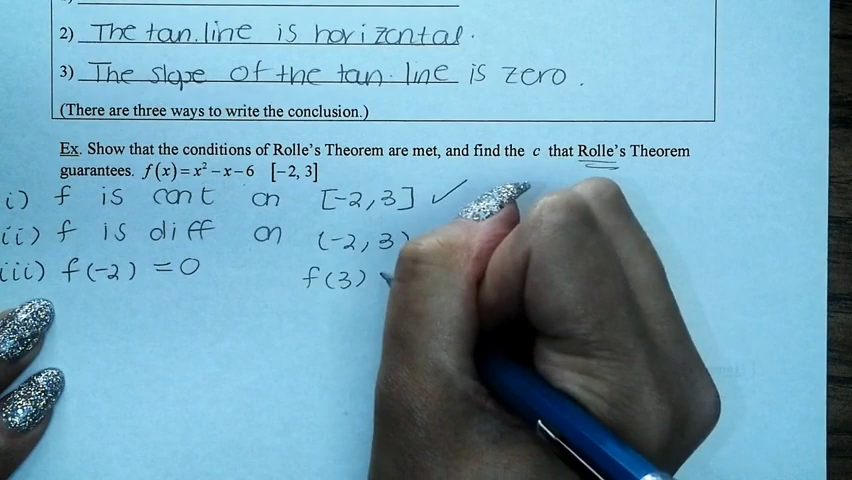 2) The tan. line is horizontal.
3) The slope of the tan. line is zero.
(There are three ways to write the conclusion.)
Ex. Show that the conditions of Rolle's Theorem are met, and find the c that Rolle's Theorem
guarantees. f(x) = x² − x − 6 [−2, 3]
i) f is cont on [-2, 3] ✓
ii) f is diff on (-2, 3)
iii) f(-2) = 0 f(3)